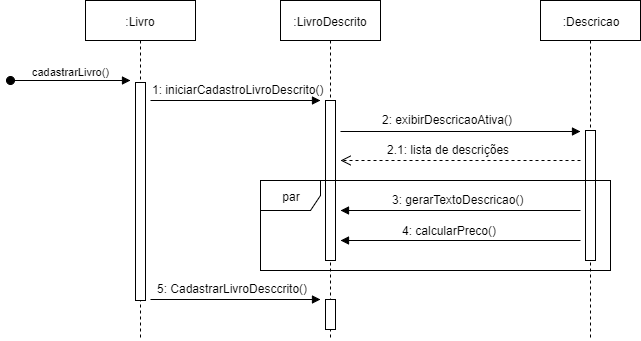 :Livro
:LivroDescrito
:Descricao
cadastrarLivro()
1: iniciarCadastroLivroDescrito()
2: exibirDescricaoAtiva()
2.1: lista de descrições
par
3: gerarTextoDescricao()
4: calcularPreco()
5: CadastrarLivroDesccrito()